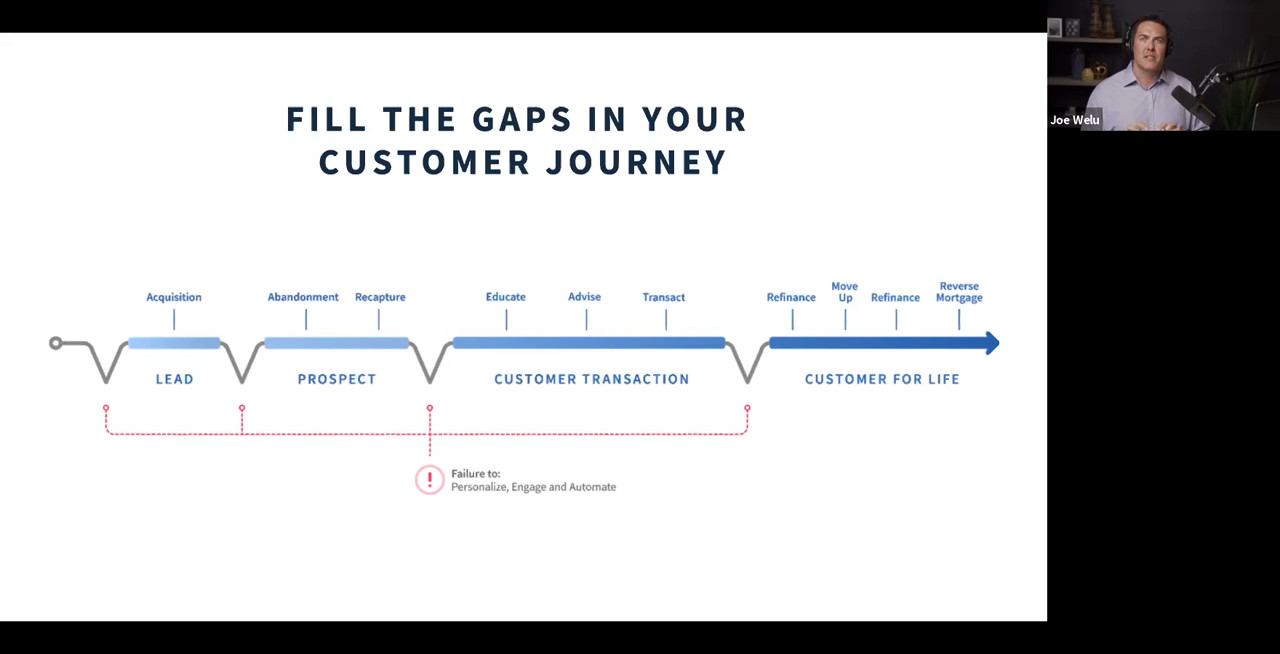 FILL THE GAPS IN YOUR
CUSTOMER JOURNEY
Joe Welu
Acquisition
Abandonment
Recapture
Educate
Advise
Transact
Refinance
Move
Up
Refinance
Reverse
Mortgage
LEAD
PROSPECT
CUSTOMER TRANSACTION
CUSTOMER FOR LIFE
!
Failure to:
Personalize, Engage and Automate